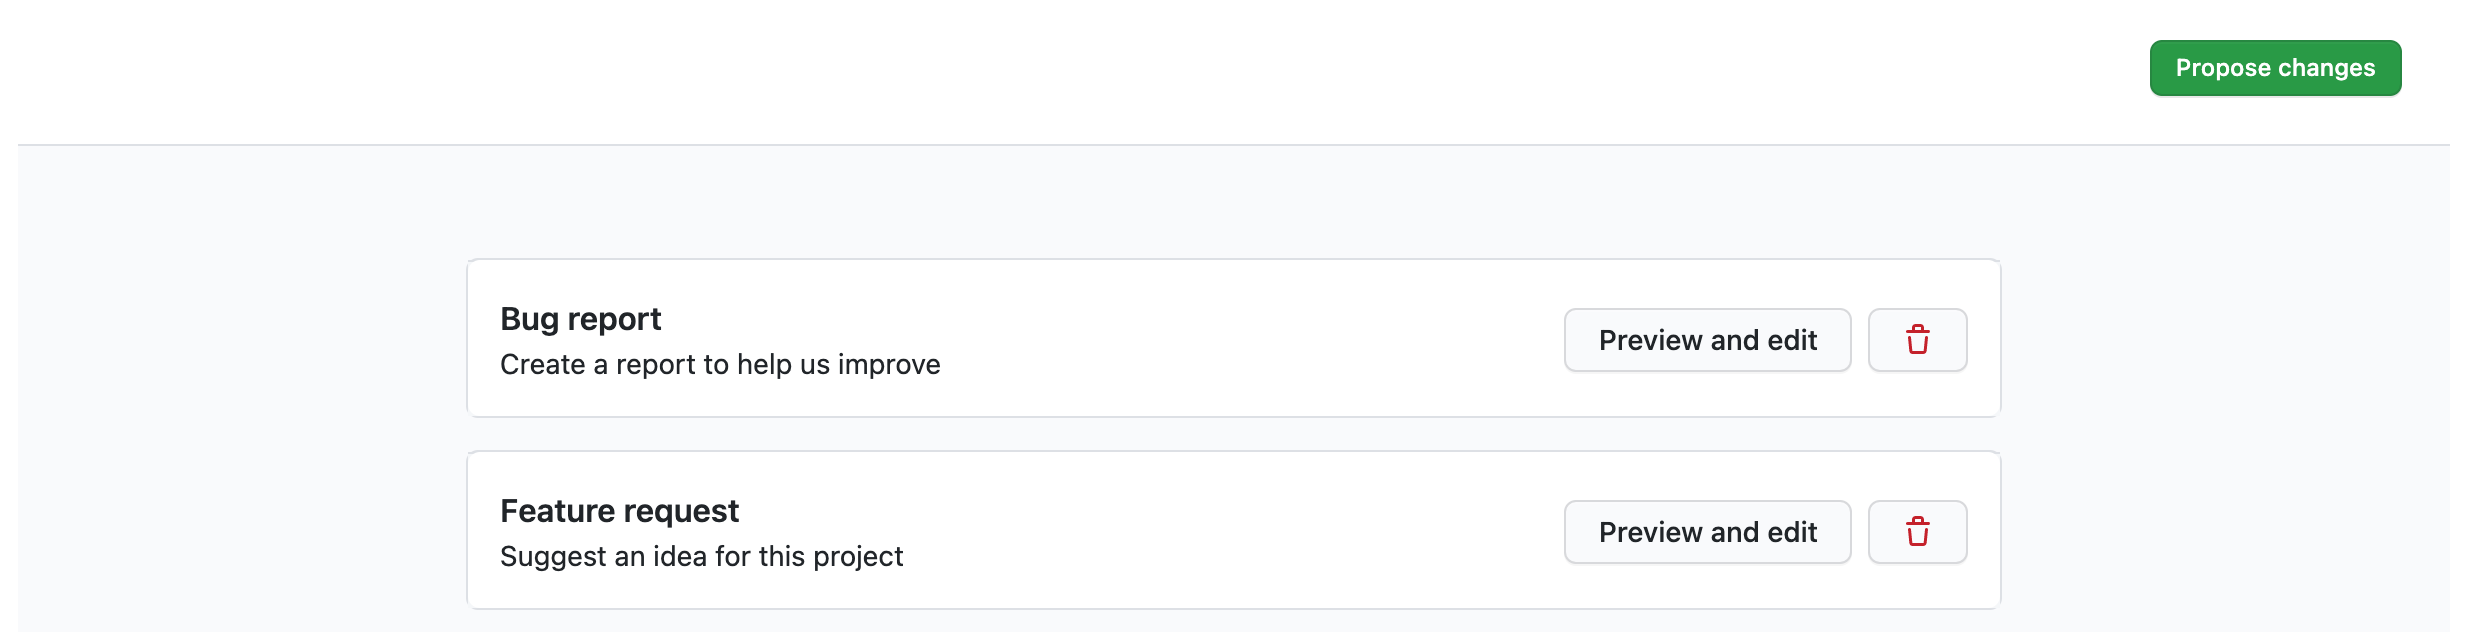 Propose changes
Bug report
Create a report to help us improve
Preview and edit
Feature request
Suggest an idea for this project
Preview and edit